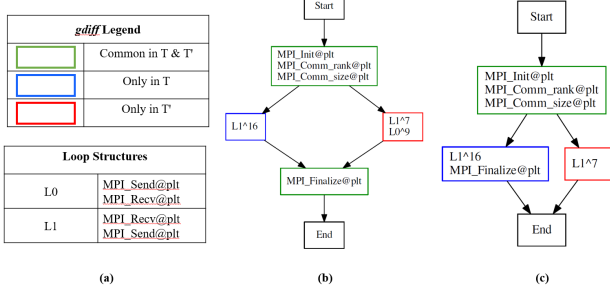 gdiff Legend
Common in T & T'
Only in T
Only in T'
Loop Structures
L0
MPI_Send@plt
MPI_Recv@plt
L1
MPI_Recv@plt
MPI_Send@plt
(a)
Start
MPI_Init@plt
MPI_Comm_rank@plt
MPI_Comm_size@plt
L1^16
L1^7
L0^9
MPI_Finalize@plt
End
(b)
Start
MPI_Init@plt
MPI_Comm_rank@plt
MPI_Comm_size@plt
L1^16
MPI_Finalize@plt
L1^7
End
(c)